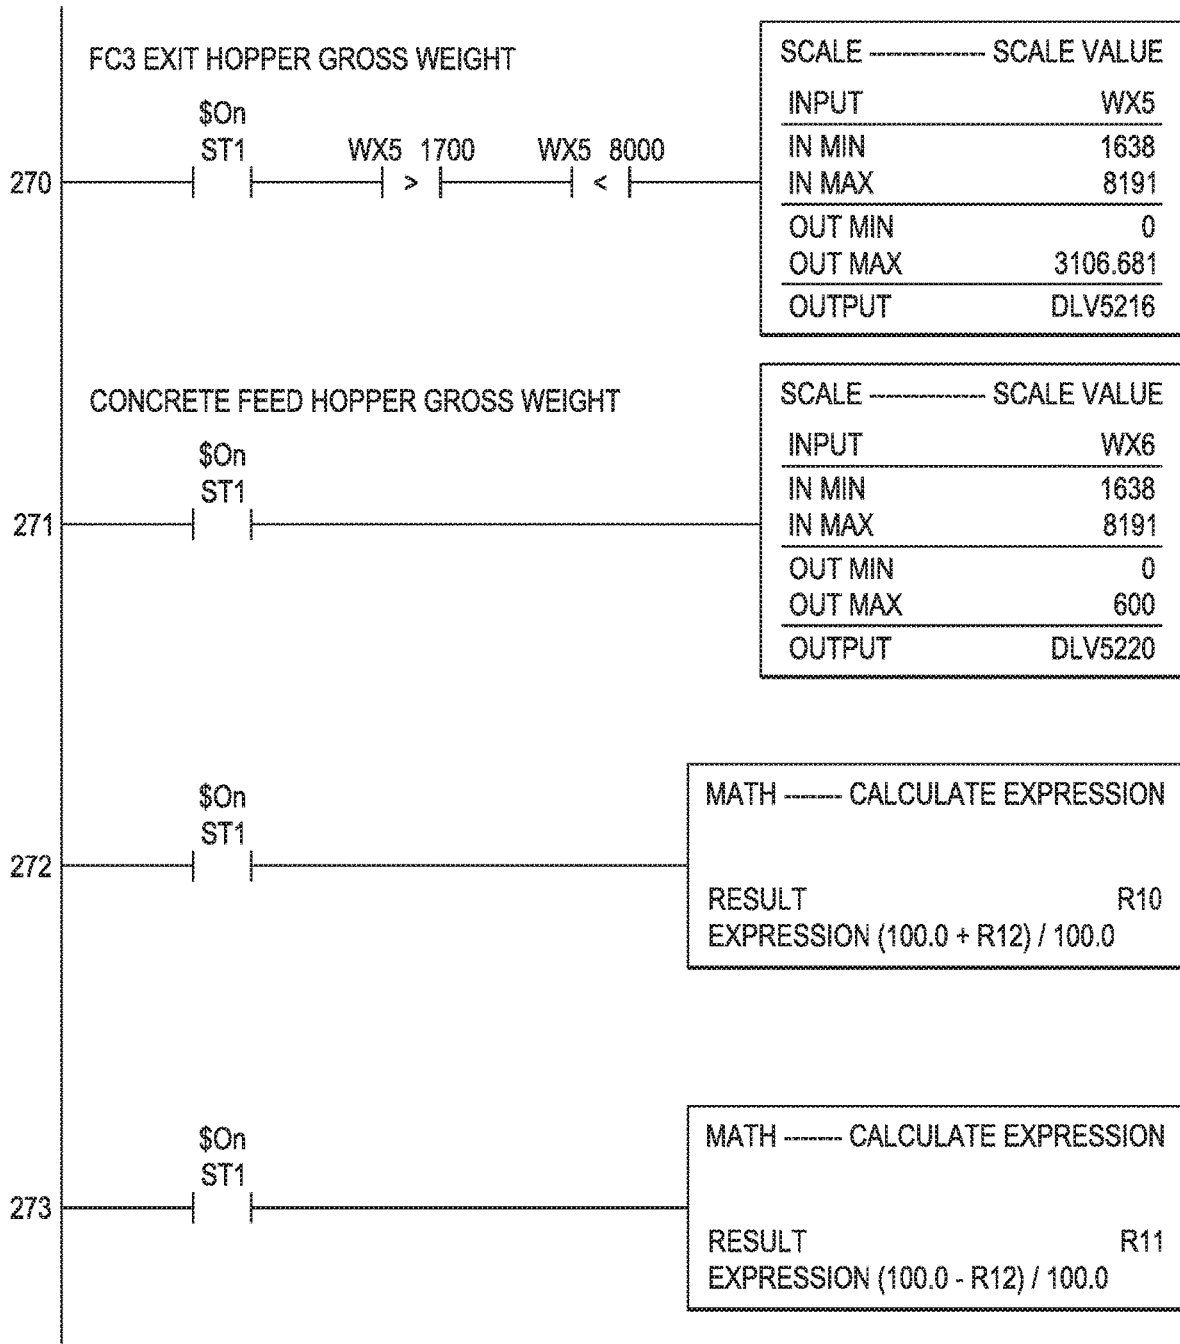 FC3 EXIT HOPPER GROSS WEIGHT
$On
ST1
WX5 1700
WX5 8000
270
>
<
SCALE ------------ SCALE VALUE
INPUT WX5
IN MIN 1638
IN MAX 8191
OUT MIN 0
OUT MAX 3106.681
OUTPUT DLV5216
CONCRETE FEED HOPPER GROSS WEIGHT
$On
ST1
271
SCALE ------------ SCALE VALUE
INPUT WX6
IN MIN 1638
IN MAX 8191
OUT MIN 0
OUT MAX 600
OUTPUT DLV5220
$On
ST1
272
MATH ------- CALCULATE EXPRESSION
RESULT R10
EXPRESSION (100.0 + R12) / 100.0
$On
ST1
273
MATH ------- CALCULATE EXPRESSION
RESULT R11
EXPRESSION (100.0 - R12) / 100.0